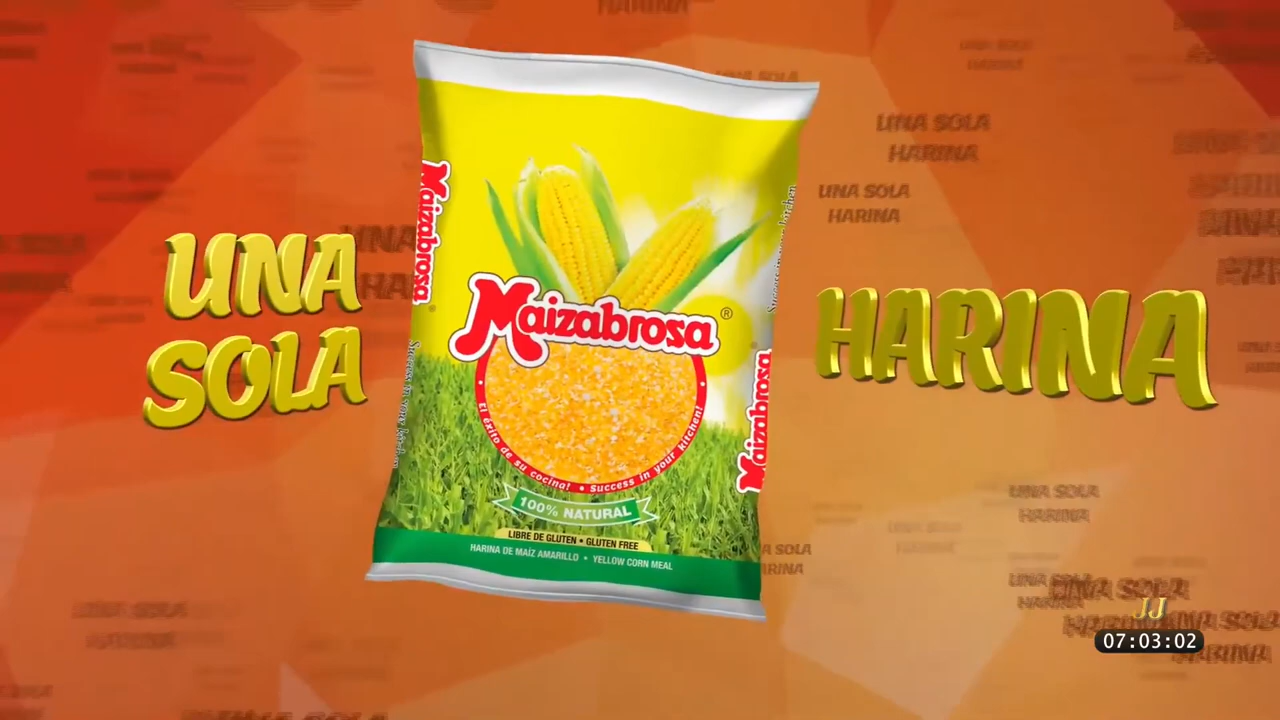 UNA
SOLA
HARINA
Maizabrosa®
Maizabrosa
Maizabrosa
El éxito de su cocina! • Success in your kitchen!
100% NATURAL
LIBRE DE GLUTEN • GLUTEN FREE
HARINA DE MAÍZ AMARILLO • YELLOW CORN MEAL
UNA SOLA
HARINA
UNA SOLA
HARINA
UNA SOLA
HARINA
JJ
07:03:02